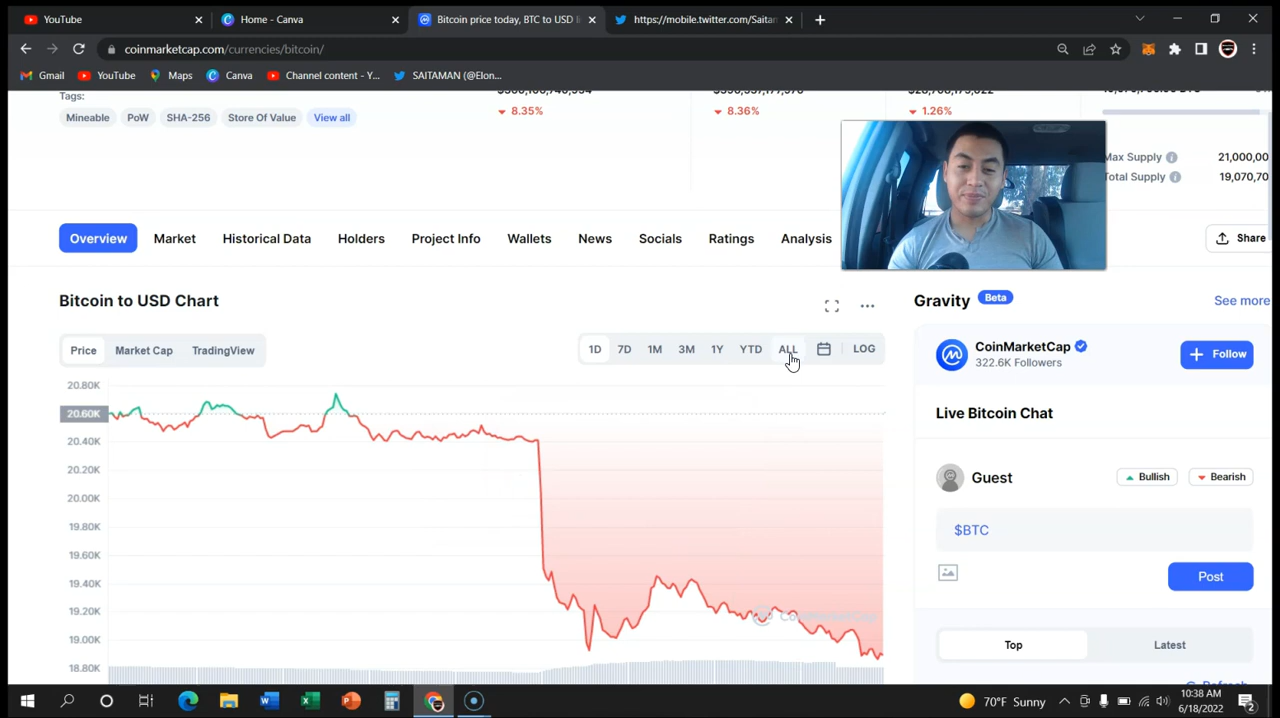 YouTube
Home - Canva
Bitcoin price today, BTC to USD li
https://mobile.twitter.com/Saitan
coinmarketcap.com/currencies/bitcoin/
Gmail
YouTube
Maps
Canva
Channel content - Y...
SAITAMAN (@Elon...
Tags:
8.35%
8.36%
1.26%
Mineable
PoW
SHA-256
Store Of Value
View all
Max Supply
21,000,00
Total Supply
19,070,70
Overview
Market
Historical Data
Holders
Project Info
Wallets
News
Socials
Ratings
Analysis
Share
Bitcoin to USD Chart
Gravity Beta
See more
Price
Market Cap
TradingView
1D
7D
1M
3M
1Y
YTD
ALL
LOG
CoinMarketCap
322.6K Followers
+ Follow
20.80K
20.60K
20.40K
20.20K
20.00K
19.80K
19.60K
19.40K
19.20K
19.00K
18.80K
CoinMarketCap
Live Bitcoin Chat
Guest
Bullish
Bearish
$BTC
Post
Top
Latest
70°F Sunny
10:38 AM
6/18/2022
2